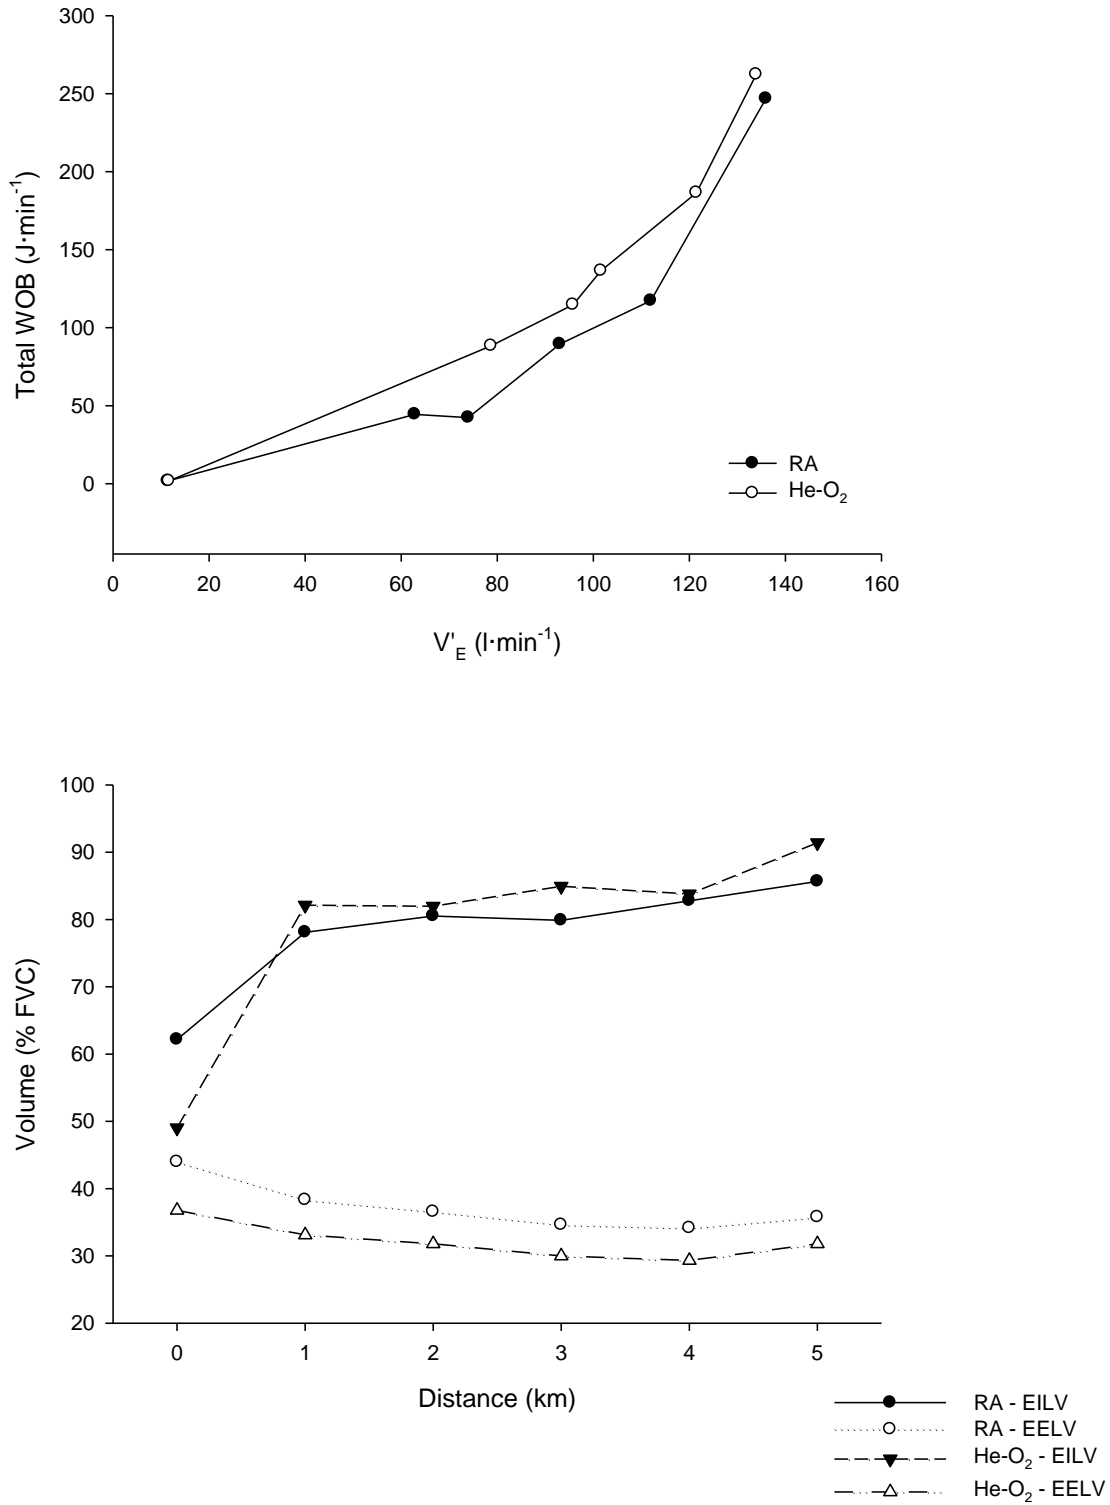 300
250
200
150
100
50
0
Total WOB (J·min-1)
RA
He-O2
0 20 40 60 80 100 120 140 160
V'E (l·min-1)
100
90
80
70
60
50
40
30
20
Volume (% FVC)
0 1 2 3 4 5
Distance (km)
RA - EILV
RA - EELV
He-O2 - EILV
He-O2 - EELV